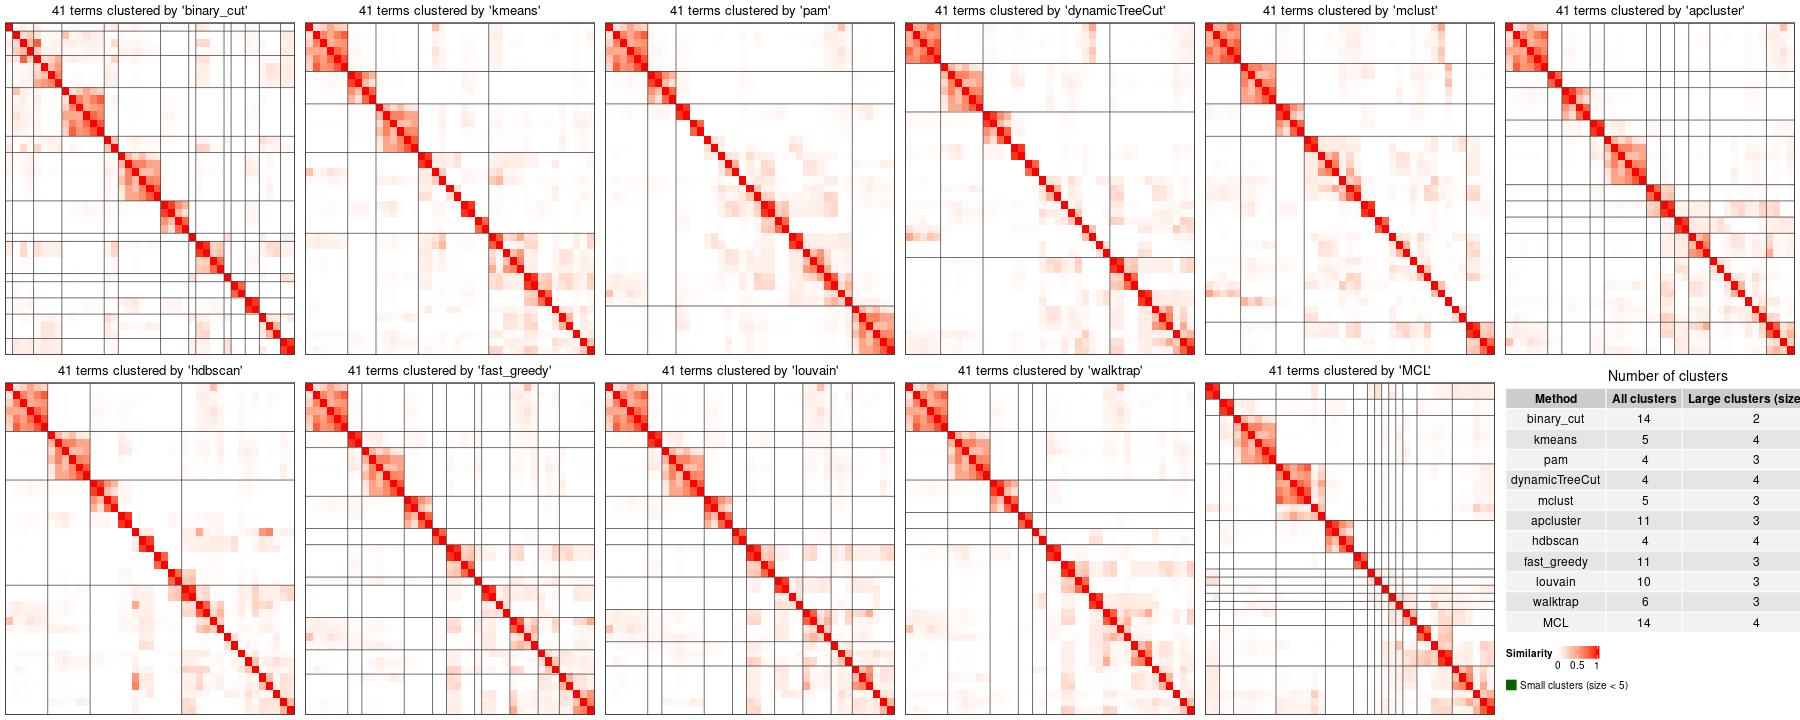 41 terms clustered by 'binary_cut'
41 terms clustered by 'kmeans'
41 terms clustered by 'pam'
41 terms clustered by 'dynamicTreeCut'
41 terms clustered by 'mclust'
41 terms clustered by 'apcluster'
41 terms clustered by 'hdbscan'
41 terms clustered by 'fast_greedy'
41 terms clustered by 'louvain'
41 terms clustered by 'walktrap'
41 terms clustered by 'MCL'
Number of clusters
Method All clusters Large clusters (size
binary_cut 14 2
kmeans 5 4
pam 4 3
dynamicTreeCut 4 4
mclust 5 3
apcluster 11 3
hdbscan 4 4
fast_greedy 11 3
louvain 10 3
walktrap 6 3
MCL 14 4
Similarity
0 0.5 1
Small clusters (size < 5)